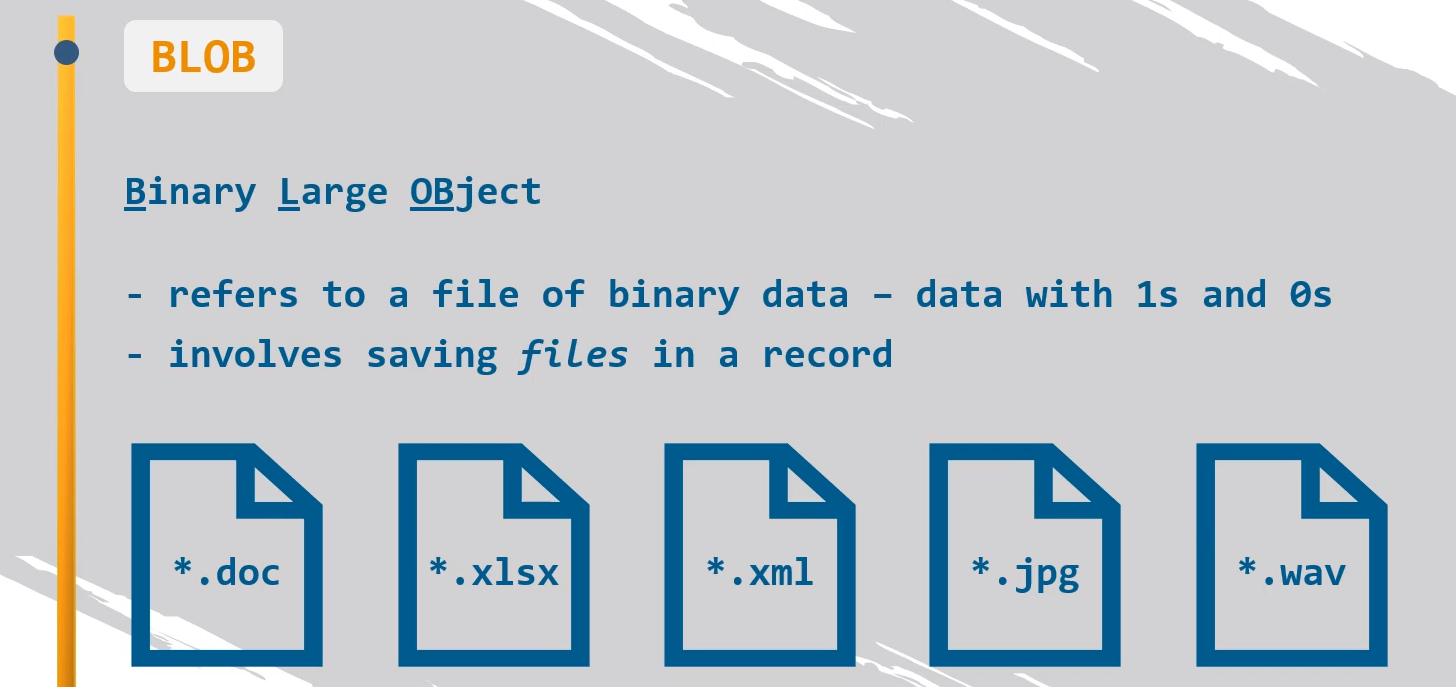 BLOB
Binary Large OBject
- refers to a file of binary data – data with 1s and 0s
- involves saving files in a record
*.doc *.xlsx *.xml *.jpg *.wav